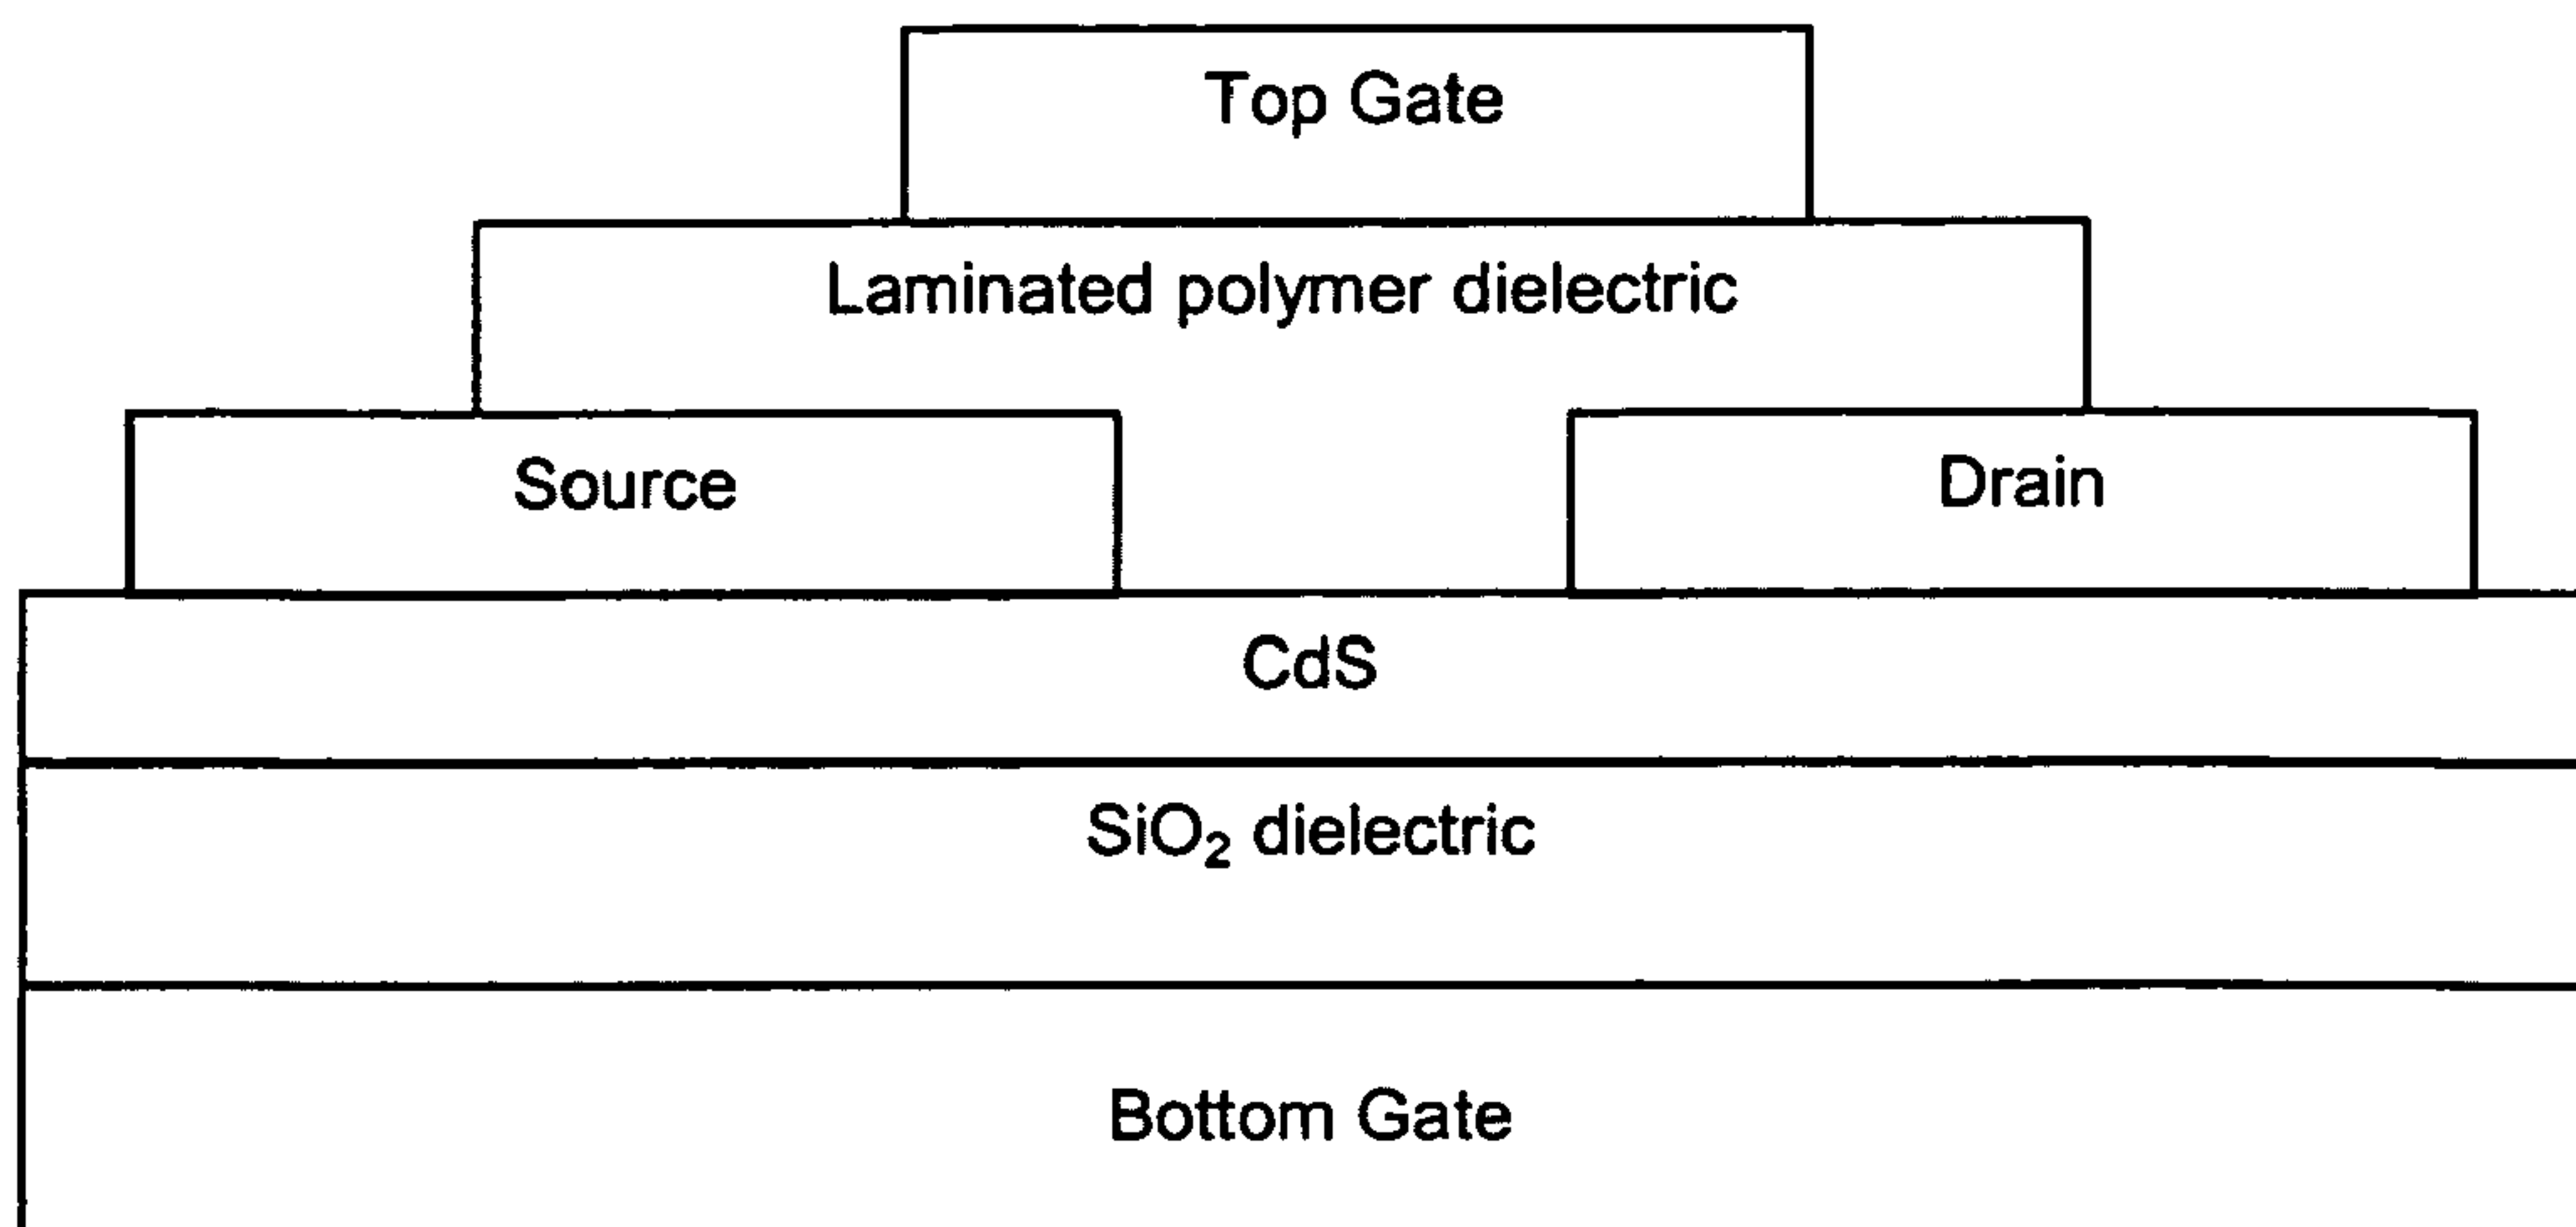 Top Gate
Laminated polymer dielectric
Source
Drain
CdS
SiO₂ dielectric
Bottom Gate